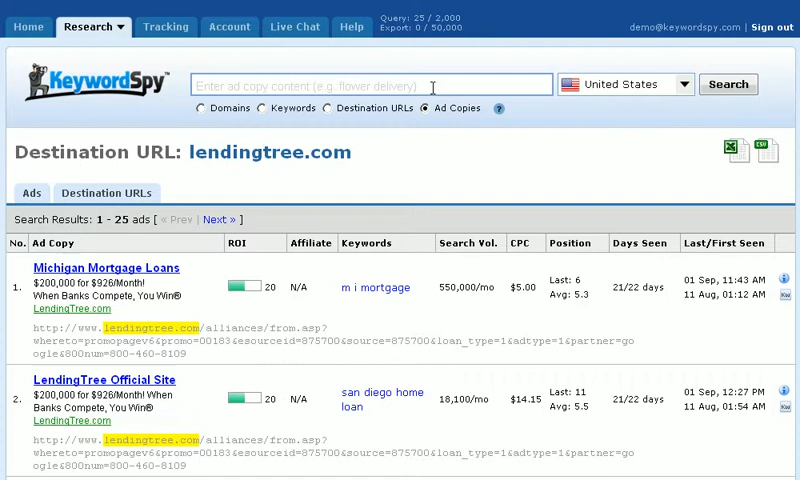 Home Research Tracking Account Live Chat Help Query: 25 / 2,000
Export: 0 / 50,000 demo@keywordspy.com | Sign out
KeywordSpy™ Enter ad copy content (e.g. flower delivery) United States Search
Domains Keywords Destination URLs Ad Copies ?
Destination URL: lendingtree.com CSV
Ads Destination URLs
Search Results: 1 - 25 ads [ « Prev | Next » ]
No. Ad Copy ROI Affiliate Keywords Search Vol. CPC Position Days Seen Last/First Seen
Michigan Mortgage Loans
1. $200,000 for $926/Month! 20 N/A m i mortgage 550,000/mo $5.00 Last: 6 21/22 days 01 Sep, 11:43 AM
When Banks Compete, You Win® Avg: 5.3 11 Aug, 01:12 AM
LendingTree.com
http://www.lendingtree.com/alliances/from.asp?
whereto=promopagev6&promo=00183&esource=875700&source=875700&loan_type=1&adtype=1&partner=go
ogle&800num=800-460-8109
LendingTree Official Site
2. $200,000 for $926/Month! When 20 N/A san diego home 18,100/mo $14.15 Last: 11 21/22 days 01 Sep, 12:27 PM
Banks Compete, You Win® loan Avg: 5.5 11 Aug, 01:54 AM
LendingTree.com
http://www.lendingtree.com/alliances/from.asp?
whereto=promopagev6&promo=00183&esource=875700&source=875700&loan_type=1&adtype=1&partner=go
ogle&800num=800-460-8109